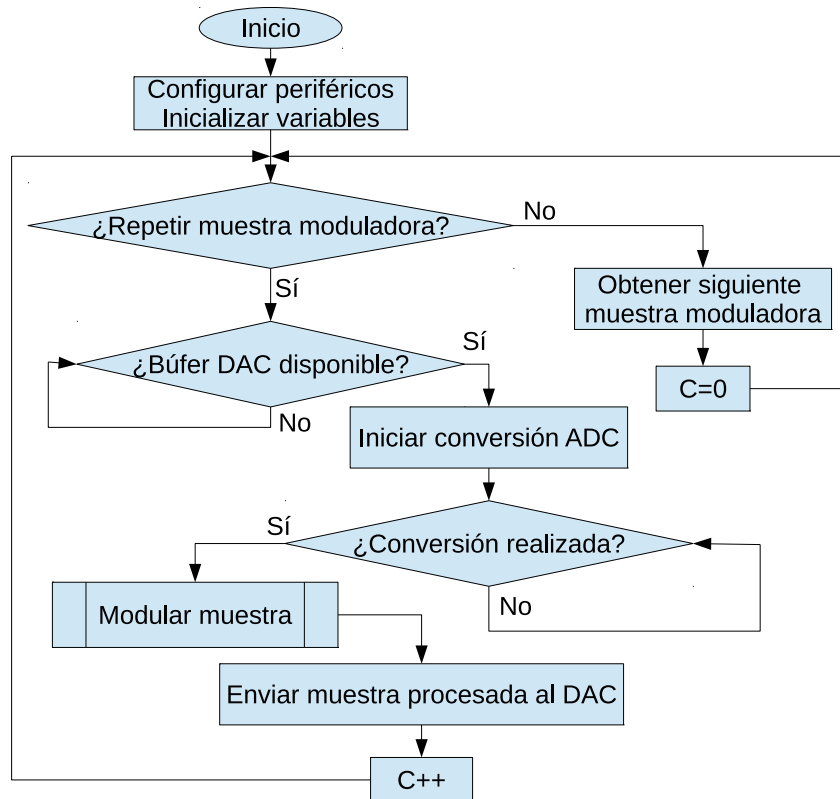 Inicio
Configurar periféricos
Inicializar variables
¿Repetir muestra moduladora?
No
Sí
Obtener siguiente
muestra moduladora
C=0
¿Búfer DAC disponible?
Sí
No
Iniciar conversión ADC
¿Conversión realizada?
Sí
No
Modular muestra
Enviar muestra procesada al DAC
C++